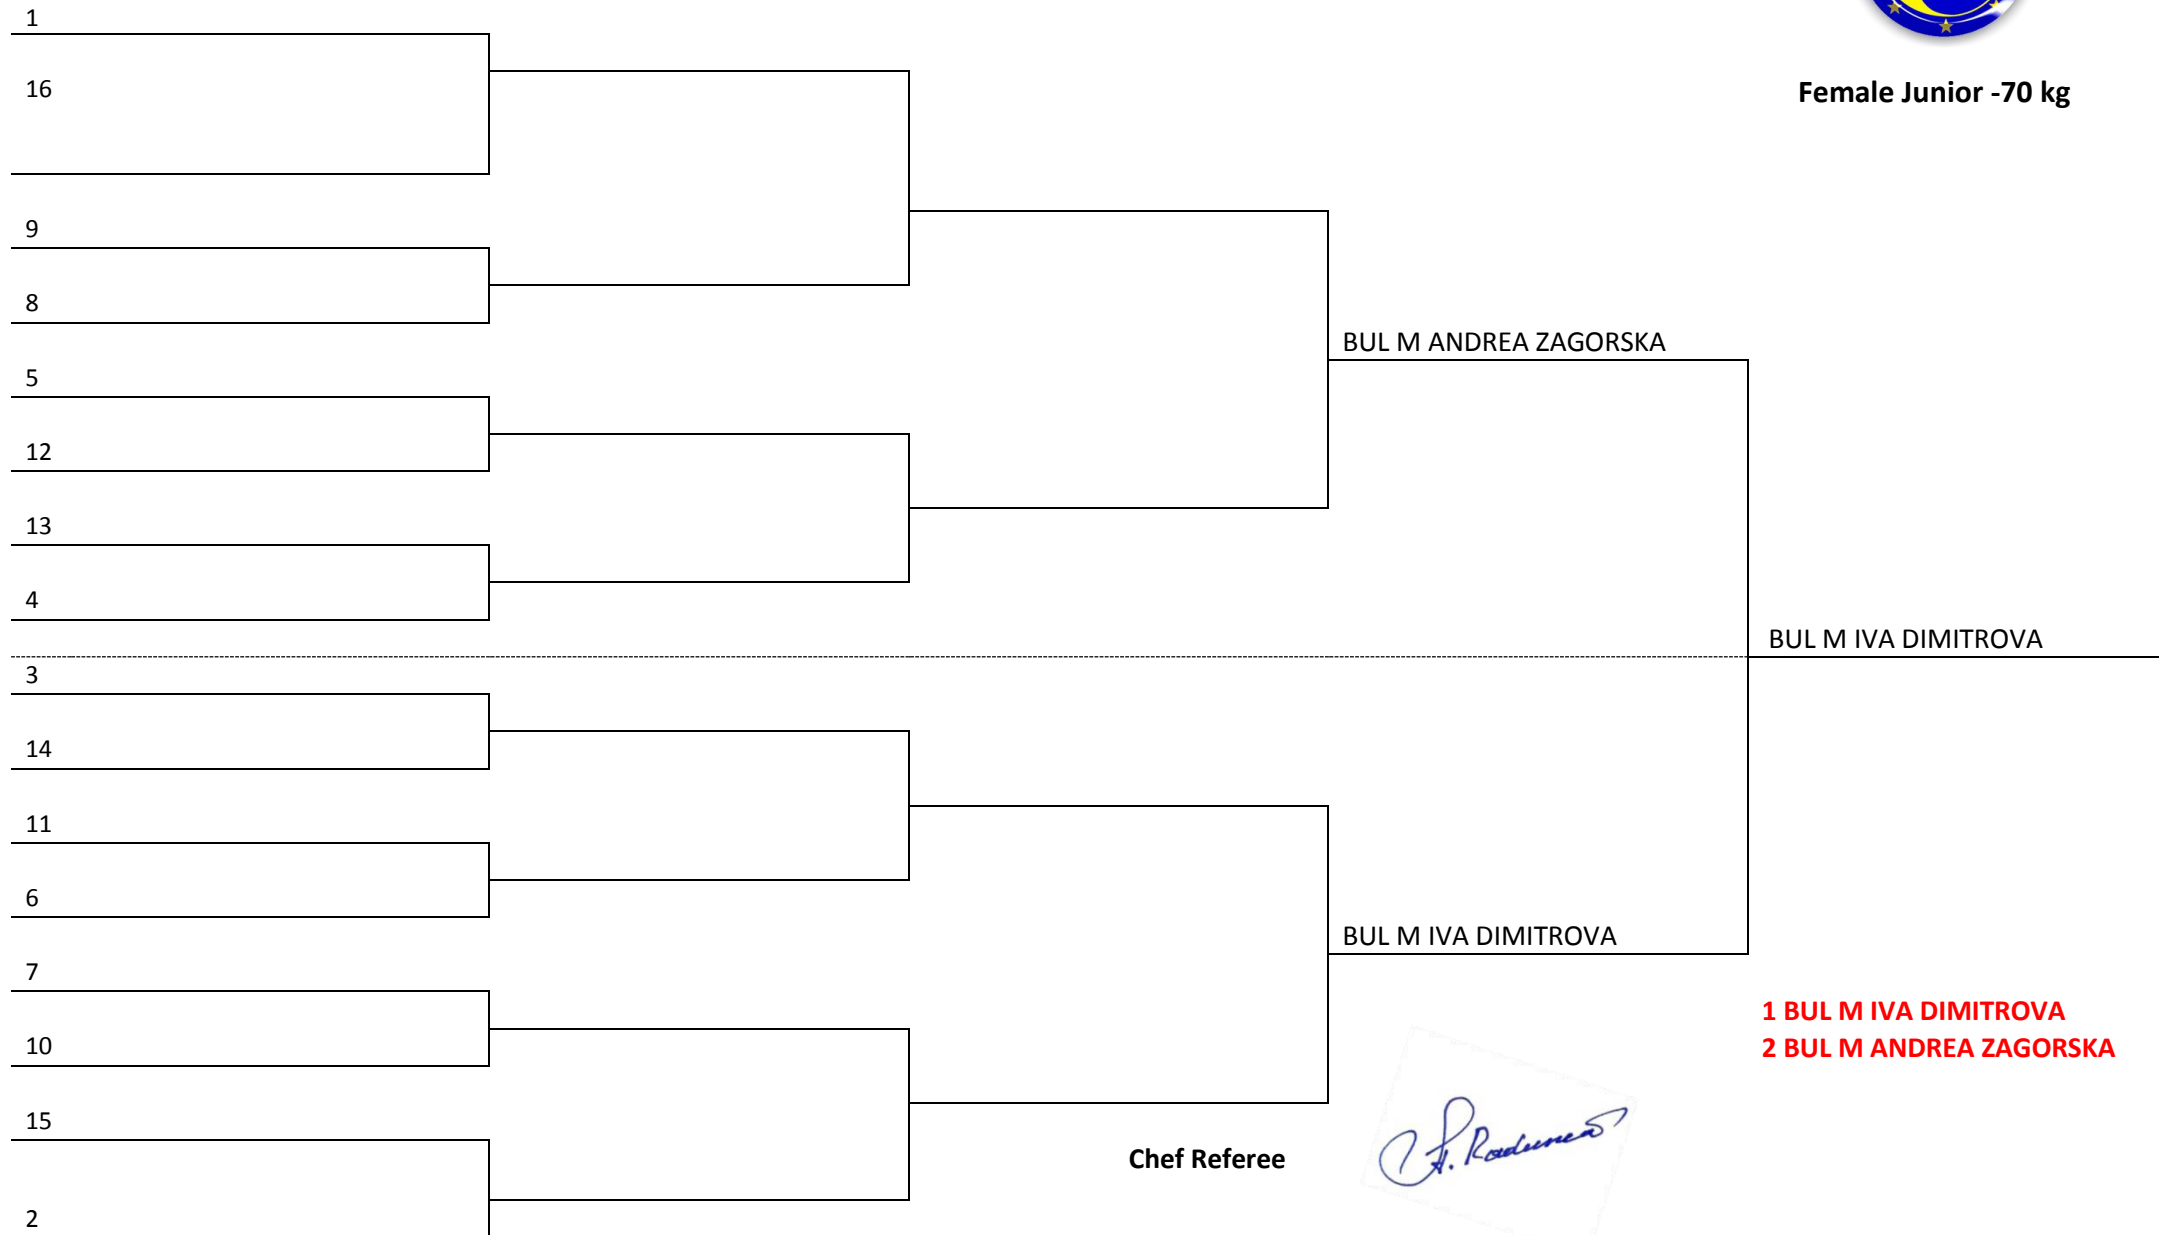 1
16
Female Junior -70 kg
9
8
BUL M ANDREA ZAGORSKA
5
12
13
4
BUL M IVA DIMITROVA
3
14
11
6
BUL M IVA DIMITROVA
7
1 BUL M IVA DIMITROVA
10
2 BUL M ANDREA ZAGORSKA
15
Chef Referee
2